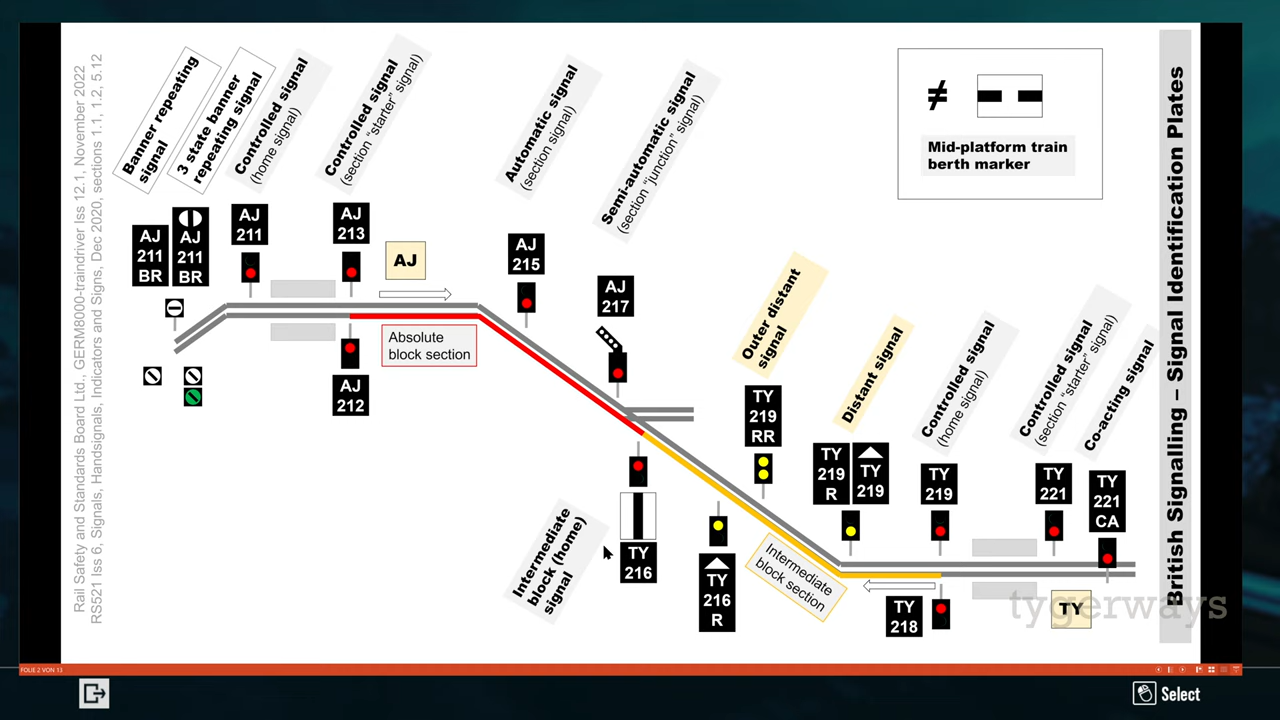 Rail Safety and Standards Board Ltd., GERM8000-traindriver Iss 12.1, November 2022
RS521 Iss 6, Signals, Handsignals, Indicators and Signs, Dec 2020, sections 1.1, 1.2, 5.12
Banner repeating
signal
3 state banner
repeating signal
Controlled signal
(home signal)
Controlled signal
(section “starter” signal)
Automatic signal
(section signal)
Semi-automatic signal
(section “junction” signal)
≠
Mid-platform train
berth marker
British Signalling – Signal Identification Plates
AJ
211
BR
AJ
211
BR
AJ
211
AJ
213
AJ
AJ
215
AJ
217
Absolute
block section
AJ
212
Outer distant
signal
Distant signal
Controlled signal
(home signal)
Controlled signal
(section “starter” signal)
Co-acting signal
TY
219
RR
TY
219
R
TY
219
TY
219
TY
221
TY
221
CA
Intermediate
block (home)
signal
TY
216
TY
216
R
Intermediate
block section
TY
218
TY
tygerways
FOLIE 2 VON 13
Select